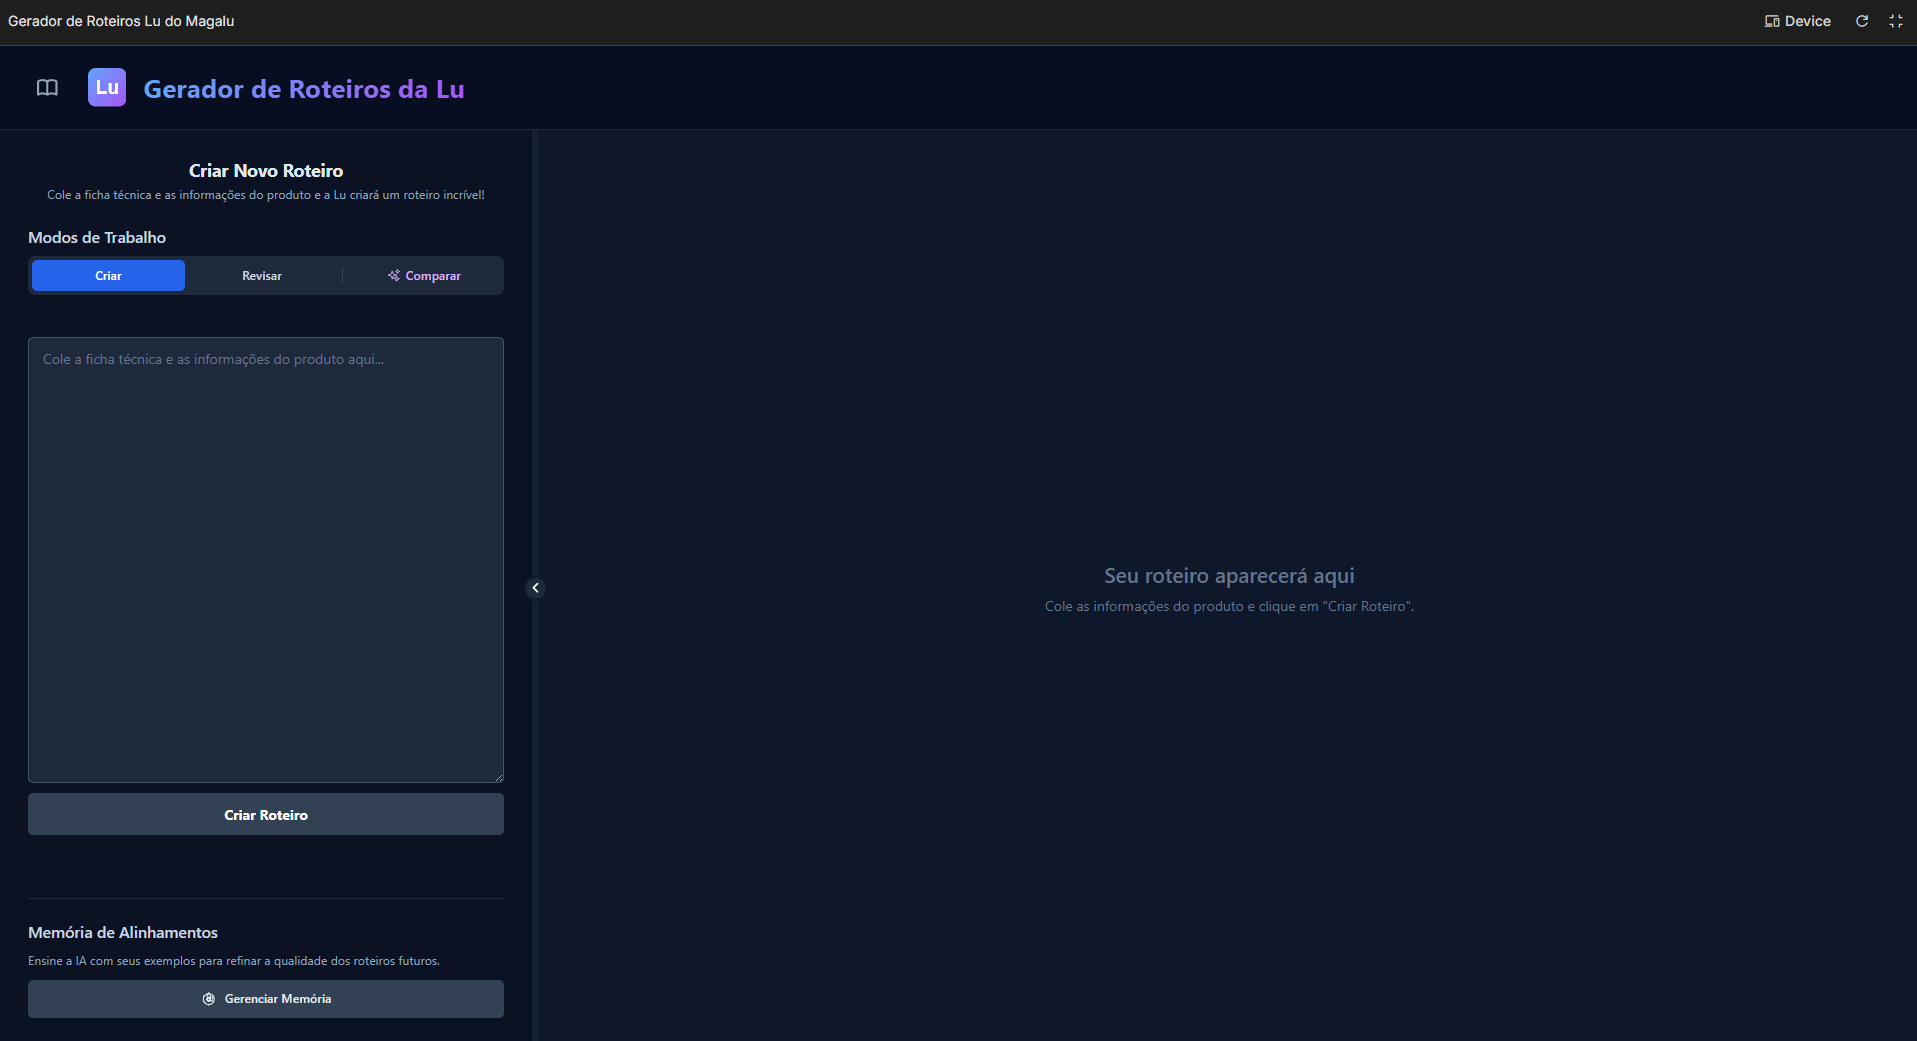 Gerador de Roteiros Lu do Magalu
Device
Lu
Gerador de Roteiros da Lu
Criar Novo Roteiro
Cole a ficha técnica e as informações do produto e a Lu criará um roteiro incrível!
Modos de Trabalho
Criar
Revisar
Comparar
Cole a ficha técnica e as informações do produto aqui...
Criar Roteiro
Memória de Alinhamentos
Ensine a IA com seus exemplos para refinar a qualidade dos roteiros futuros.
Gerenciar Memória
Seu roteiro aparecerá aqui
Cole as informações do produto e clique em "Criar Roteiro".